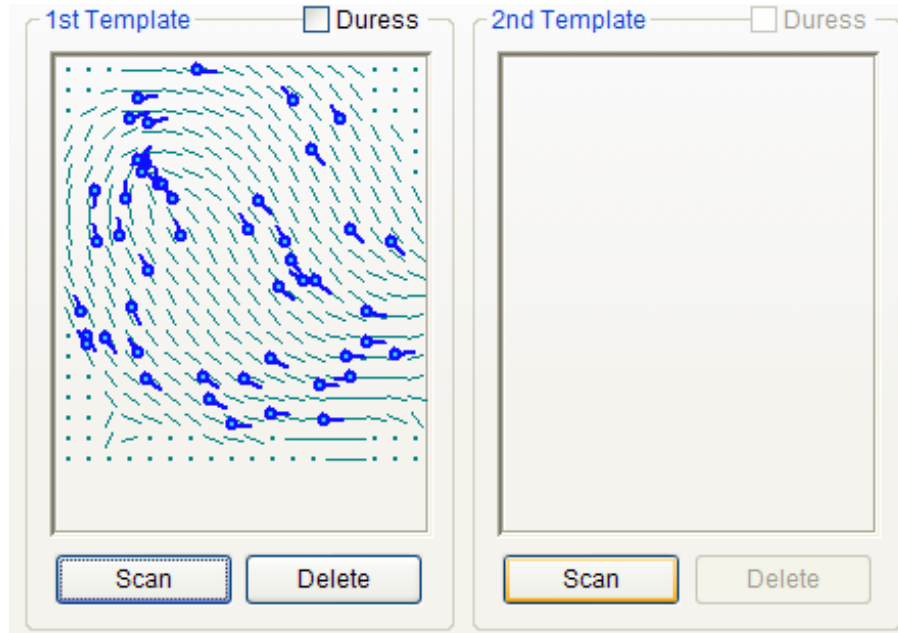 1st Template
Duress
2nd Template
Duress
Scan
Delete
Scan
Delete